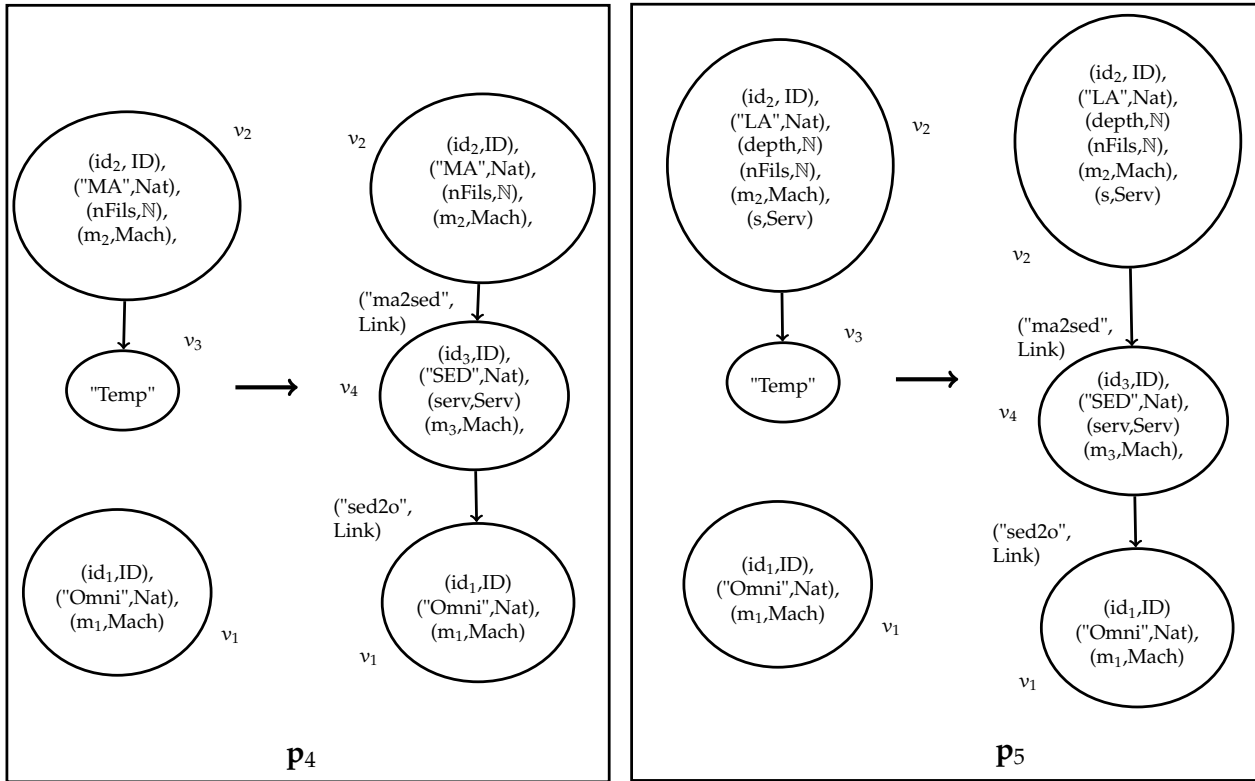 (id₂, ID),
("MA",Nat),
(nFils,ℕ),
(m₂,Mach),
v₂
v₃
"Temp"
(id₁,ID),
("Omni",Nat),
(m₁,Mach)
v₁
v₂
(id₂,ID),
("MA",Nat),
(nFils,ℕ),
(m₂,Mach),
("ma2sed",
Link)
(id₃,ID),
("SED",Nat),
(serv,Serv)
(m₃,Mach),
v₄
("sed2o",
Link)
(id₁,ID)
("Omni",Nat),
(m₁,Mach)
v₁
p₄
(id₂, ID),
("LA",Nat),
(depth,ℕ)
(nFils,ℕ),
(m₂,Mach),
(s,Serv)
v₂
v₃
"Temp"
(id₁,ID),
("Omni",Nat),
(m₁,Mach)
v₁
(id₂, ID),
("LA",Nat),
(depth,ℕ)
(nFils,ℕ),
(m₂,Mach),
(s,Serv)
v₂
("ma2sed",
Link)
(id₃,ID),
("SED",Nat),
(serv,Serv)
(m₃,Mach),
v₄
("sed2o",
Link)
(id₁,ID)
("Omni",Nat),
(m₁,Mach)
v₁
p₅